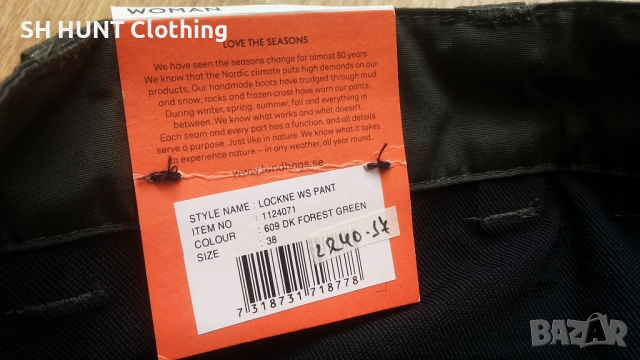 SH HUNT Clothing
WOMAN
LOVE THE SEASONS
We have seen the seasons change for almost 80 years.
We know that the Nordic climate puts high demands on our
products. Our handmade boots have trudged through mud
and snow; rocks and frozen crust have worn our pants.
During winter, spring, summer, fall and everything in
between. We know what works and what doesn't.
Each seam and every part has a function, and all details
serve a purpose. Just like in nature. We know what it takes
to experience nature – in any weather, all year round.
www.lundhags.se
STYLE NAME : LOCKNE WS PANT
ITEM NO : 1124071
COLOUR : 609 DK FOREST GREEN
SIZE : 38
2240-17
7 318731 718778
BAZAR